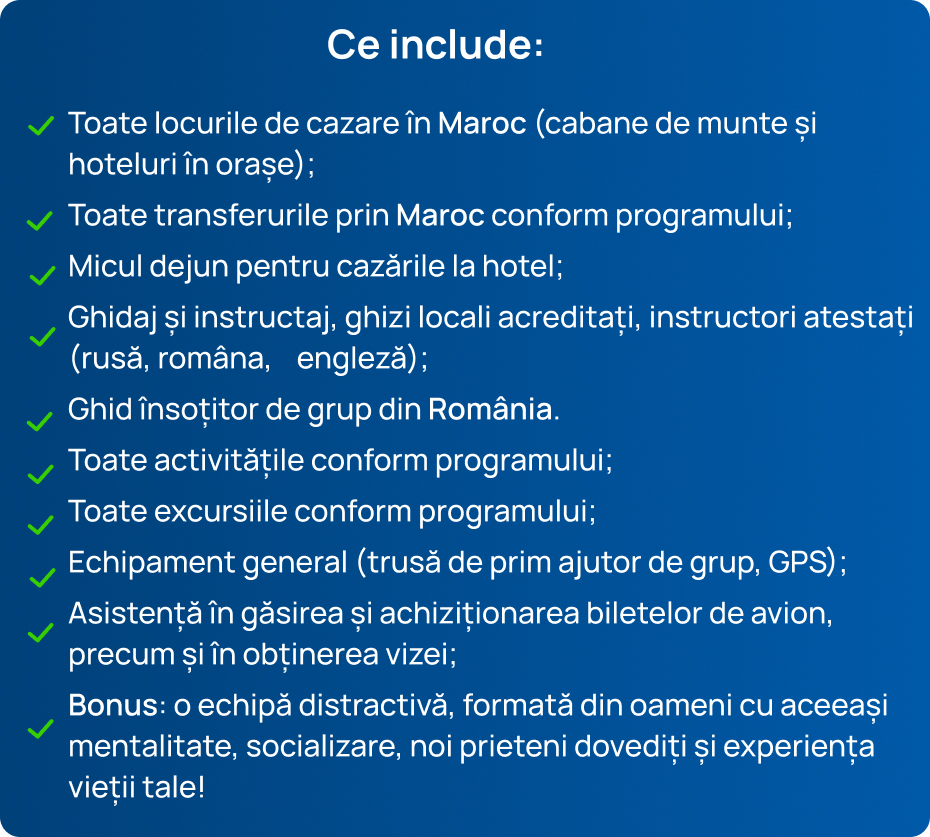 Ce include:
Toate locurile de cazare în Maroc (cabane de munte și
hoteluri în orașe);
Toate transferurile prin Maroc conform programului;
Micul dejun pentru cazările la hotel;
Ghidaj și instructaj, ghizi locali acreditați, instructori atestați
(rusă, româna, engleză);
Ghid însoțitor de grup din România.
Toate activitățile conform programului;
Toate excursiile conform programului;
Echipament general (trusă de prim ajutor de grup, GPS);
Asistență în găsirea și achiziționarea biletelor de avion,
precum și în obținerea vizei;
Bonus: o echipă distractivă, formată din oameni cu aceeași
mentalitate, socializare, noi prieteni dovediți și experiența
vieții tale!